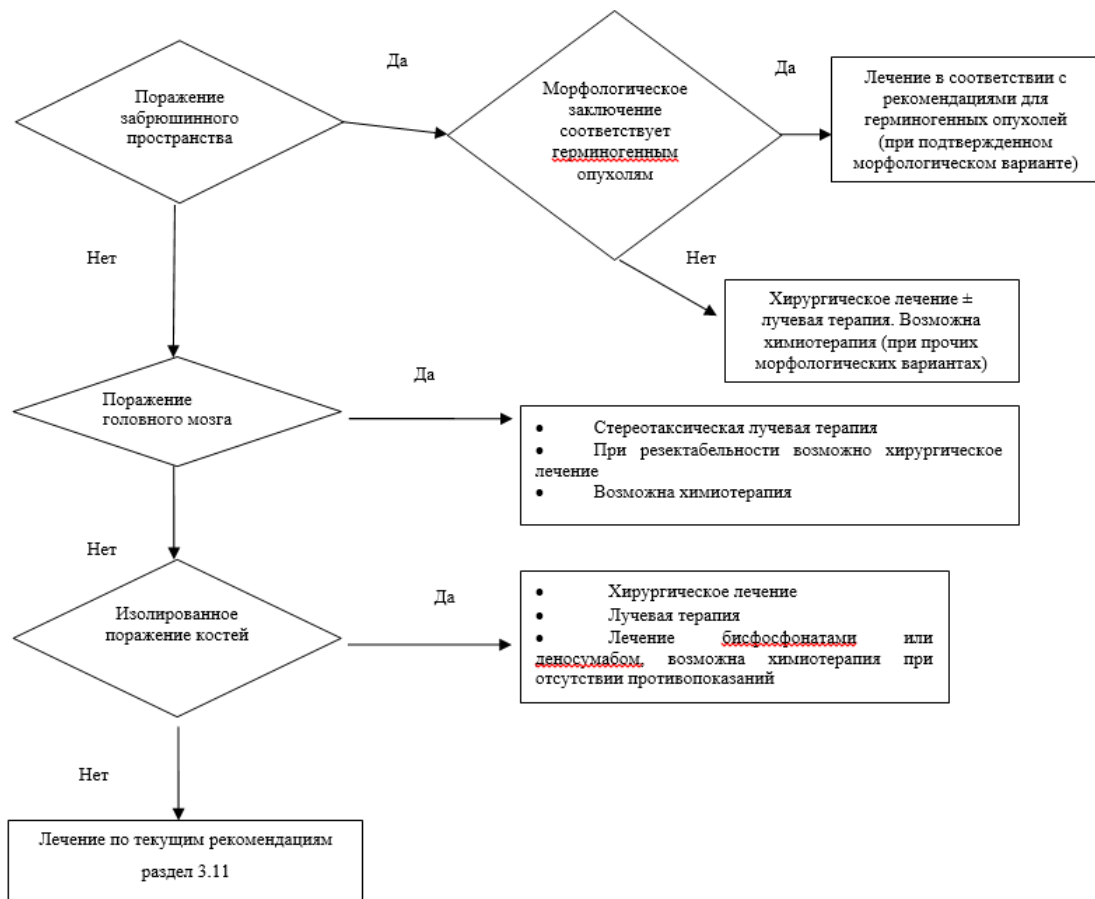 Поражение
забрюшинного
пространства
Да
Морфологическое
заключение
соответствует
герминогенным
опухолям
Да
Лечение в соответствии с
рекомендациями для
герминогенных опухолей
(при подтвержденном
морфологическом варианте)
Нет
Нет
Хирургическое лечение ±
лучевая терапия. Возможна
химиотерапия (при прочих
морфологических вариантах)
Поражение
головного мозга
Да
• Стереотаксическая лучевая терапия
• При резектабельности возможно хирургическое
лечение
• Возможна химиотерапия
Нет
Изолированное
поражение костей
Да
• Хирургическое лечение
• Лучевая терапия
• Лечение бисфосфонатами или
деносумабом, возможна химиотерапия при
отсутствии противопоказаний
Нет
Лечение по текущим рекомендациям
раздел 3.11